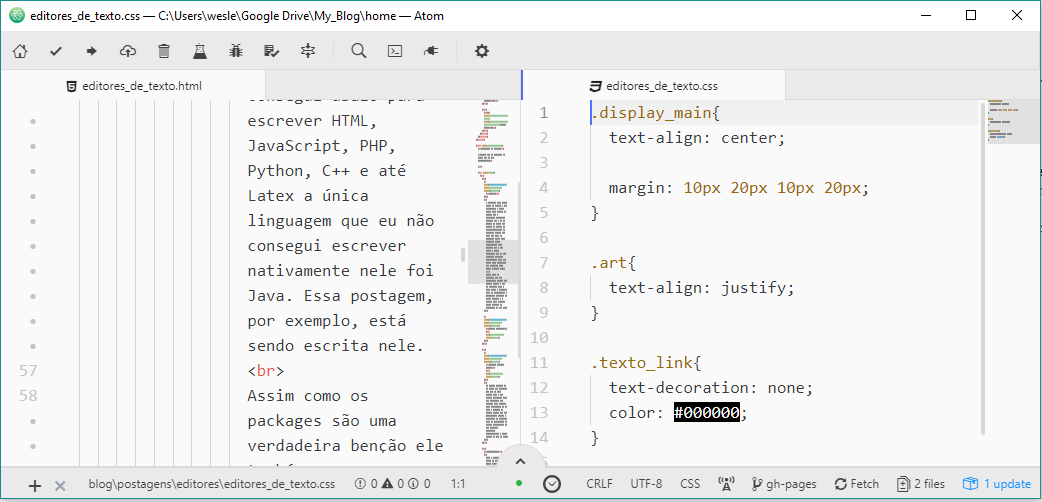 editores_de_texto.css — C:\Users\wesle\Google Drive\My_Blog\home — Atom
editores_de_texto.html
editores_de_texto.css
consegui usá-lo para
escrever HTML,
JavaScript, PHP,
Python, C++ e até
Latex a única
linguagem que eu não
consegui escrever
nativamente nele foi
Java. Essa postagem,
por exemplo, está
sendo escrita nele.
57 <br>
58 Assim como os
packages são uma
verdadeira benção ele
1 .display_main{
2 text-align: center;
3
4 margin: 10px 20px 10px 20px;
5 }
6
7 .art{
8 text-align: justify;
9 }
10
11 .texto_link{
12 text-decoration: none;
13 color: #000000;
14 }
blog\postagens\editores\editores_de_texto.css 0 0 0 1:1 CRLF UTF-8 CSS gh-pages Fetch 2 files 1 update